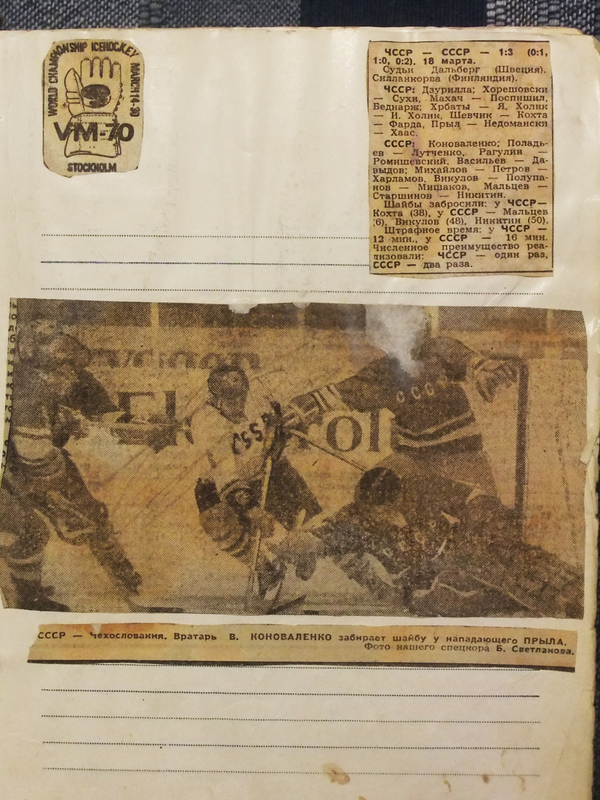 WORLD CHAMPIONSHIP ICEHOCKEY MARCH 14-30
VM-70
STOCKHOLM
ЧССР — СССР — 1:3 (0:1,
1:0, 0:2). 18 марта.
Судьи Дальберг (Швеция),
Силланкорва (Финляндия).
ЧССР: Дзурилла; Хорешовски
— Сухи, Махач — Поспишил,
Беднарж; Хрбаты — Я. Холик
— И. Холик, Шевчик — Кохта
— Фарда, Прыл — Недомански
— Хаас.
СССР: Коноваленко; Поладь-
ев — Лутченко, Рагулин —
Ромишевский, Васильев — Да-
выдов; Михайлов — Петров —
Харламов, Викулов — Полупа-
нов — Мишаков, Мальцев —
Старшинов — Никитин.
Шайбы забросили: у ЧССР—
Кохта (38), у СССР — Мальцев
(6), Викулов (48), Никитин (50).
Штрафное время: у ЧССР —
12 мин., у СССР — 16 мин.
Численное преимущество реа-
лизовали: ЧССР — один раз,
СССР — два раза.
ČSSR
СССР
СССР
СССР — Чехословакия. Вратарь В. КОНОВАЛЕНКО забирает шайбу у нападающего ПРЫЛА.
Фото нашего спецкора Б. Светланова.